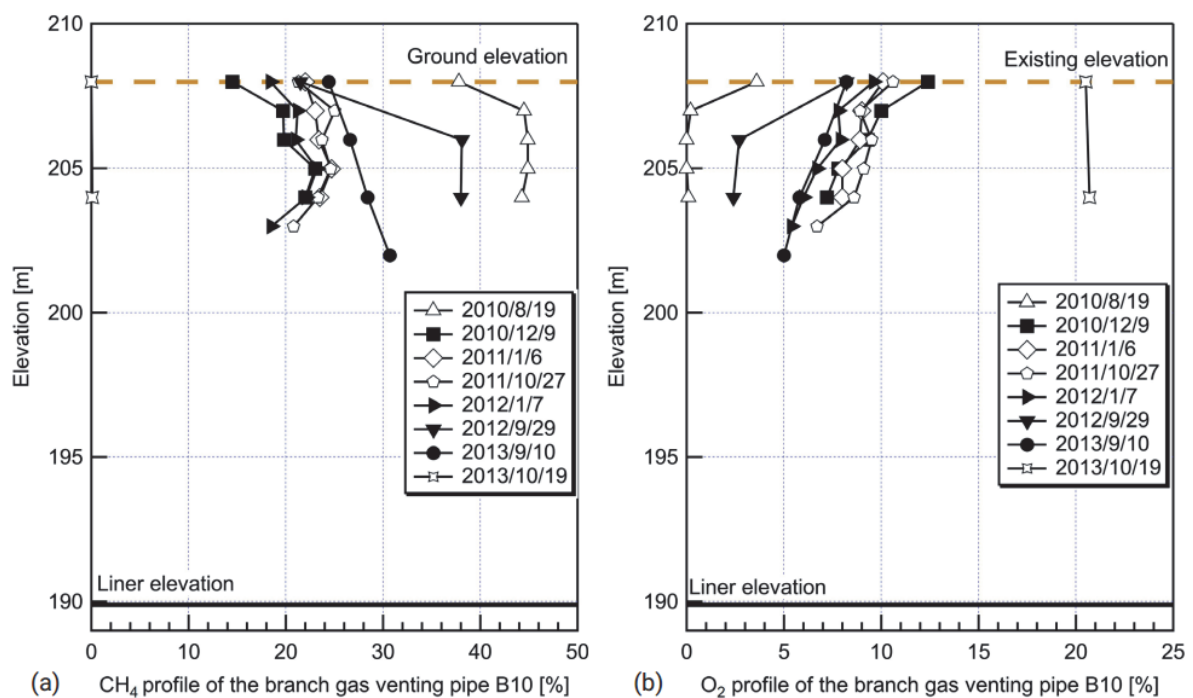 210
205
200
195
190
Elevation [m]
Ground elevation
2010/8/19
2010/12/9
2011/1/6
2011/10/27
2012/1/7
2012/9/29
2013/9/10
2013/10/19
Liner elevation
0 10 20 30 40 50
(a) CH₄ profile of the branch gas venting pipe B10 [%]
210
205
200
195
190
Elevation [m]
Existing elevation
2010/8/19
2010/12/9
2011/1/6
2011/10/27
2012/1/7
2012/9/29
2013/9/10
2013/10/19
Liner elevation
0 5 10 15 20 25
(b) O₂ profile of the branch gas venting pipe B10 [%]